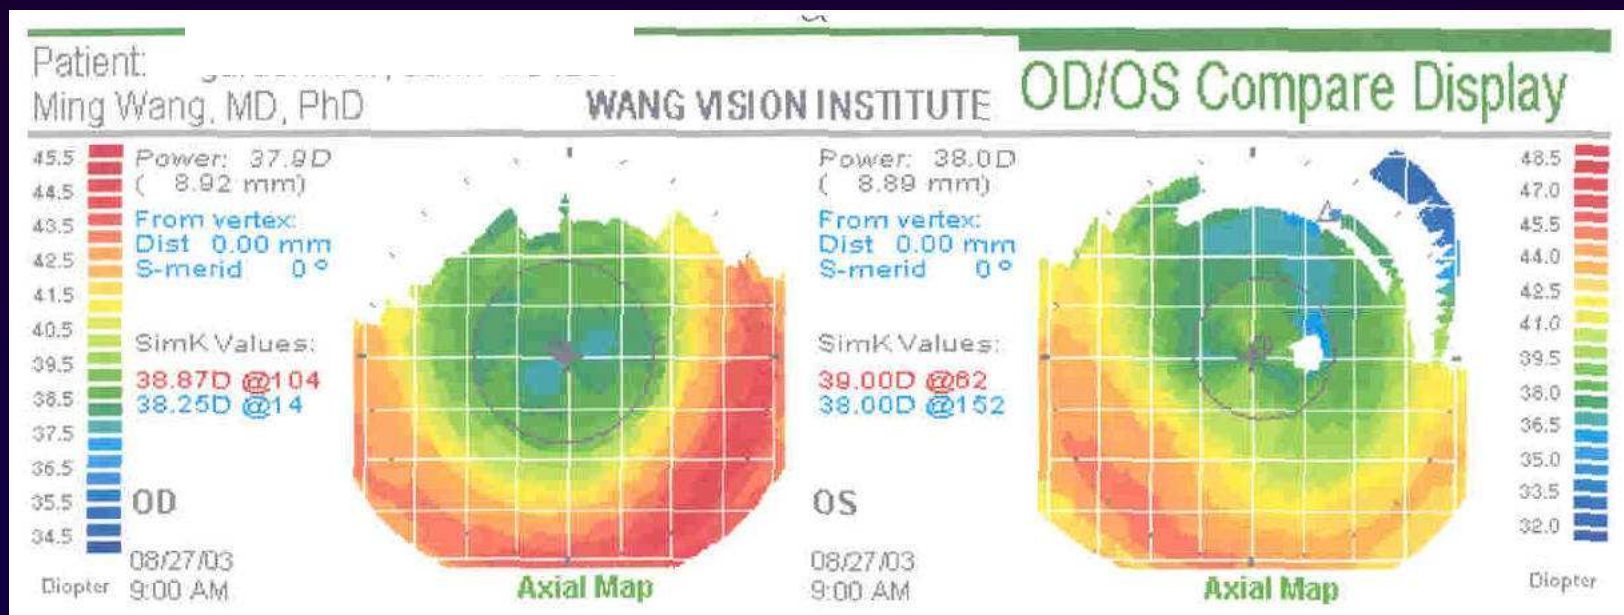 Patient:
Ming Wang, MD, PhD
WANG VISION INSTITUTE
OD/OS Compare Display
45.5
44.5
43.5
42.5
41.5
40.5
39.5
38.5
37.5
36.5
35.5
34.5
Diopter
Power: 37.9D
( 8.92 mm)
From vertex:
Dist 0.00 mm
S-merid 0 °
SimK Values:
38.87D @104
38.25D @14
OD
08/27/03
9:00 AM
Axial Map
Power: 38.0D
( 8.89 mm)
From vertex:
Dist 0.00 mm
S-merid 0 °
SimK Values:
39.00D @62
38.00D @152
OS
08/27/03
9:00 AM
Axial Map
48.5
47.0
45.5
44.0
42.5
41.0
39.5
38.0
36.5
35.0
33.5
32.0
Diopter